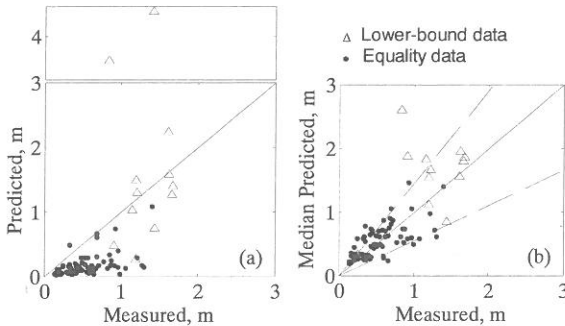 4
3
2
1
0
0
1
2
3
Predicted, m
Measured, m
(a)
Lower-bound data
Equality data
3
2
1
0
0
1
2
3
Median Predicted, m
Measured, m
(b)